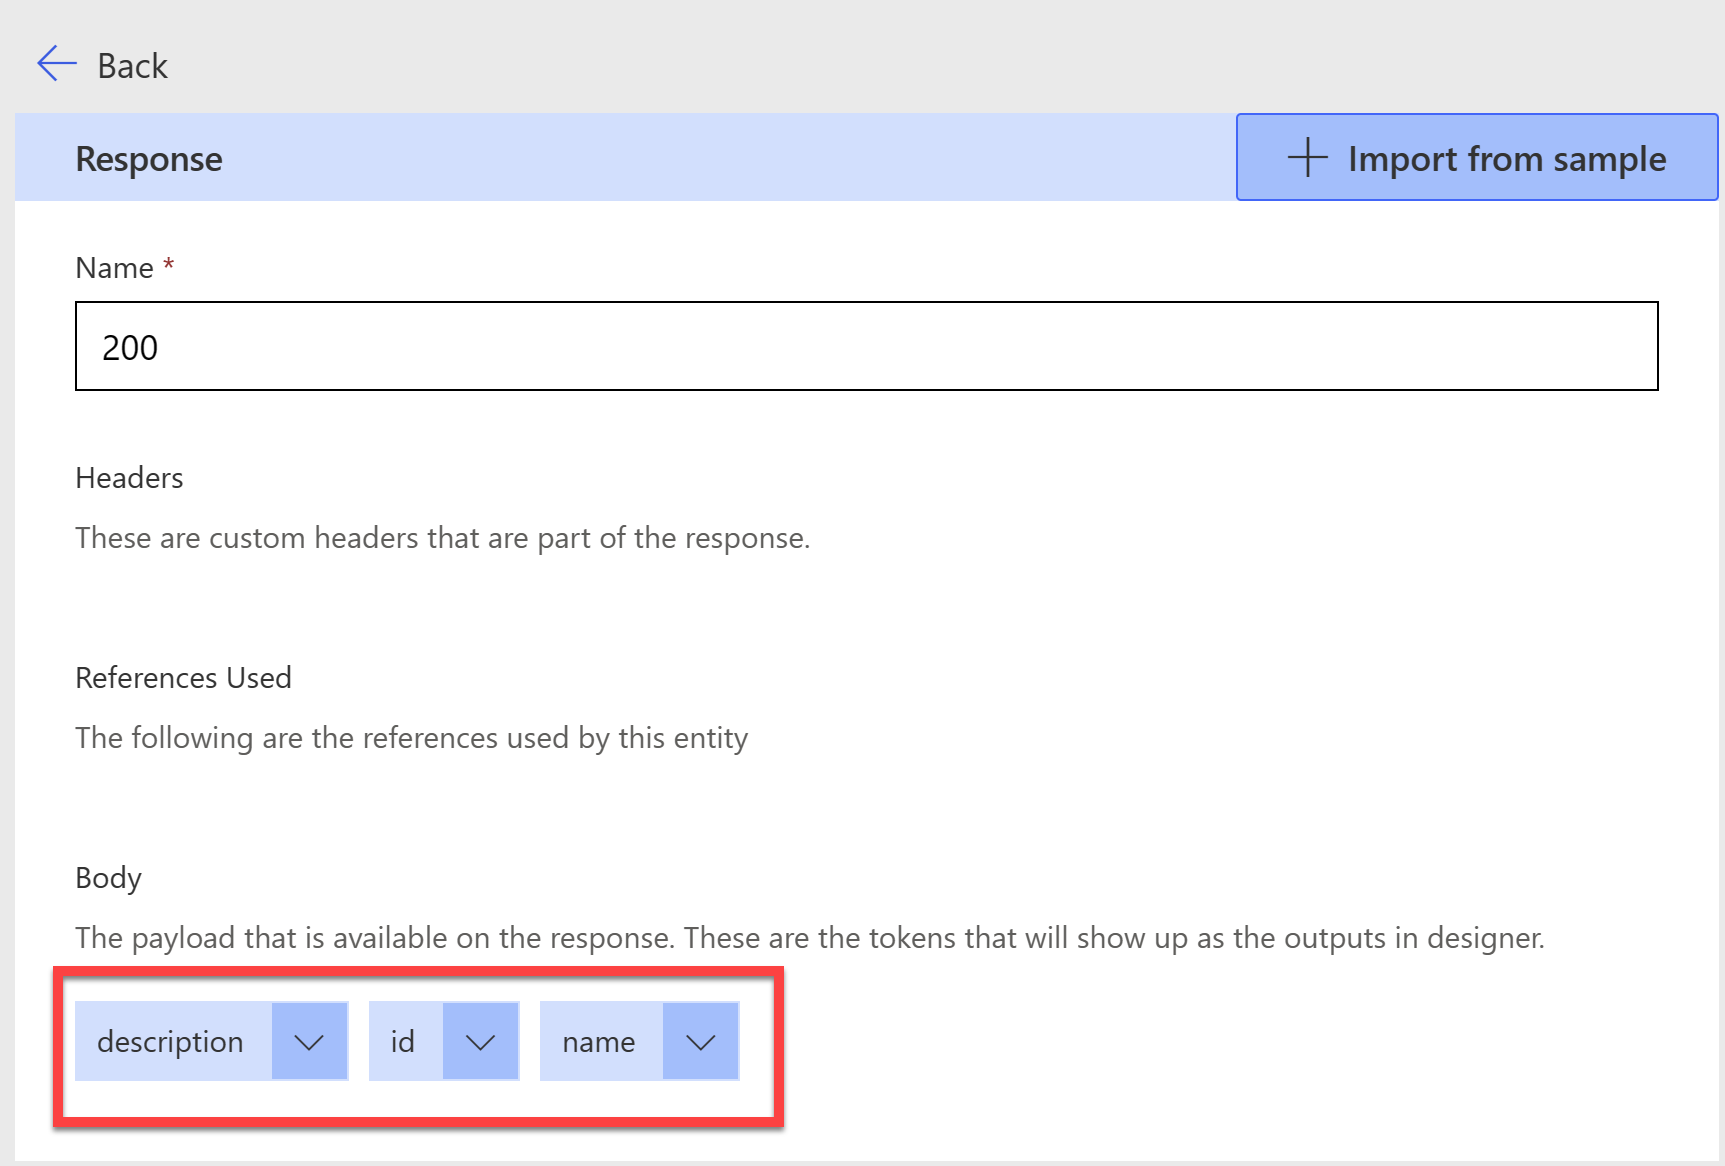 Back
Response
Import from sample
Name *
200
Headers
These are custom headers that are part of the response.
References Used
The following are the references used by this entity
Body
The payload that is available on the response. These are the tokens that will show up as the outputs in designer.
description id name